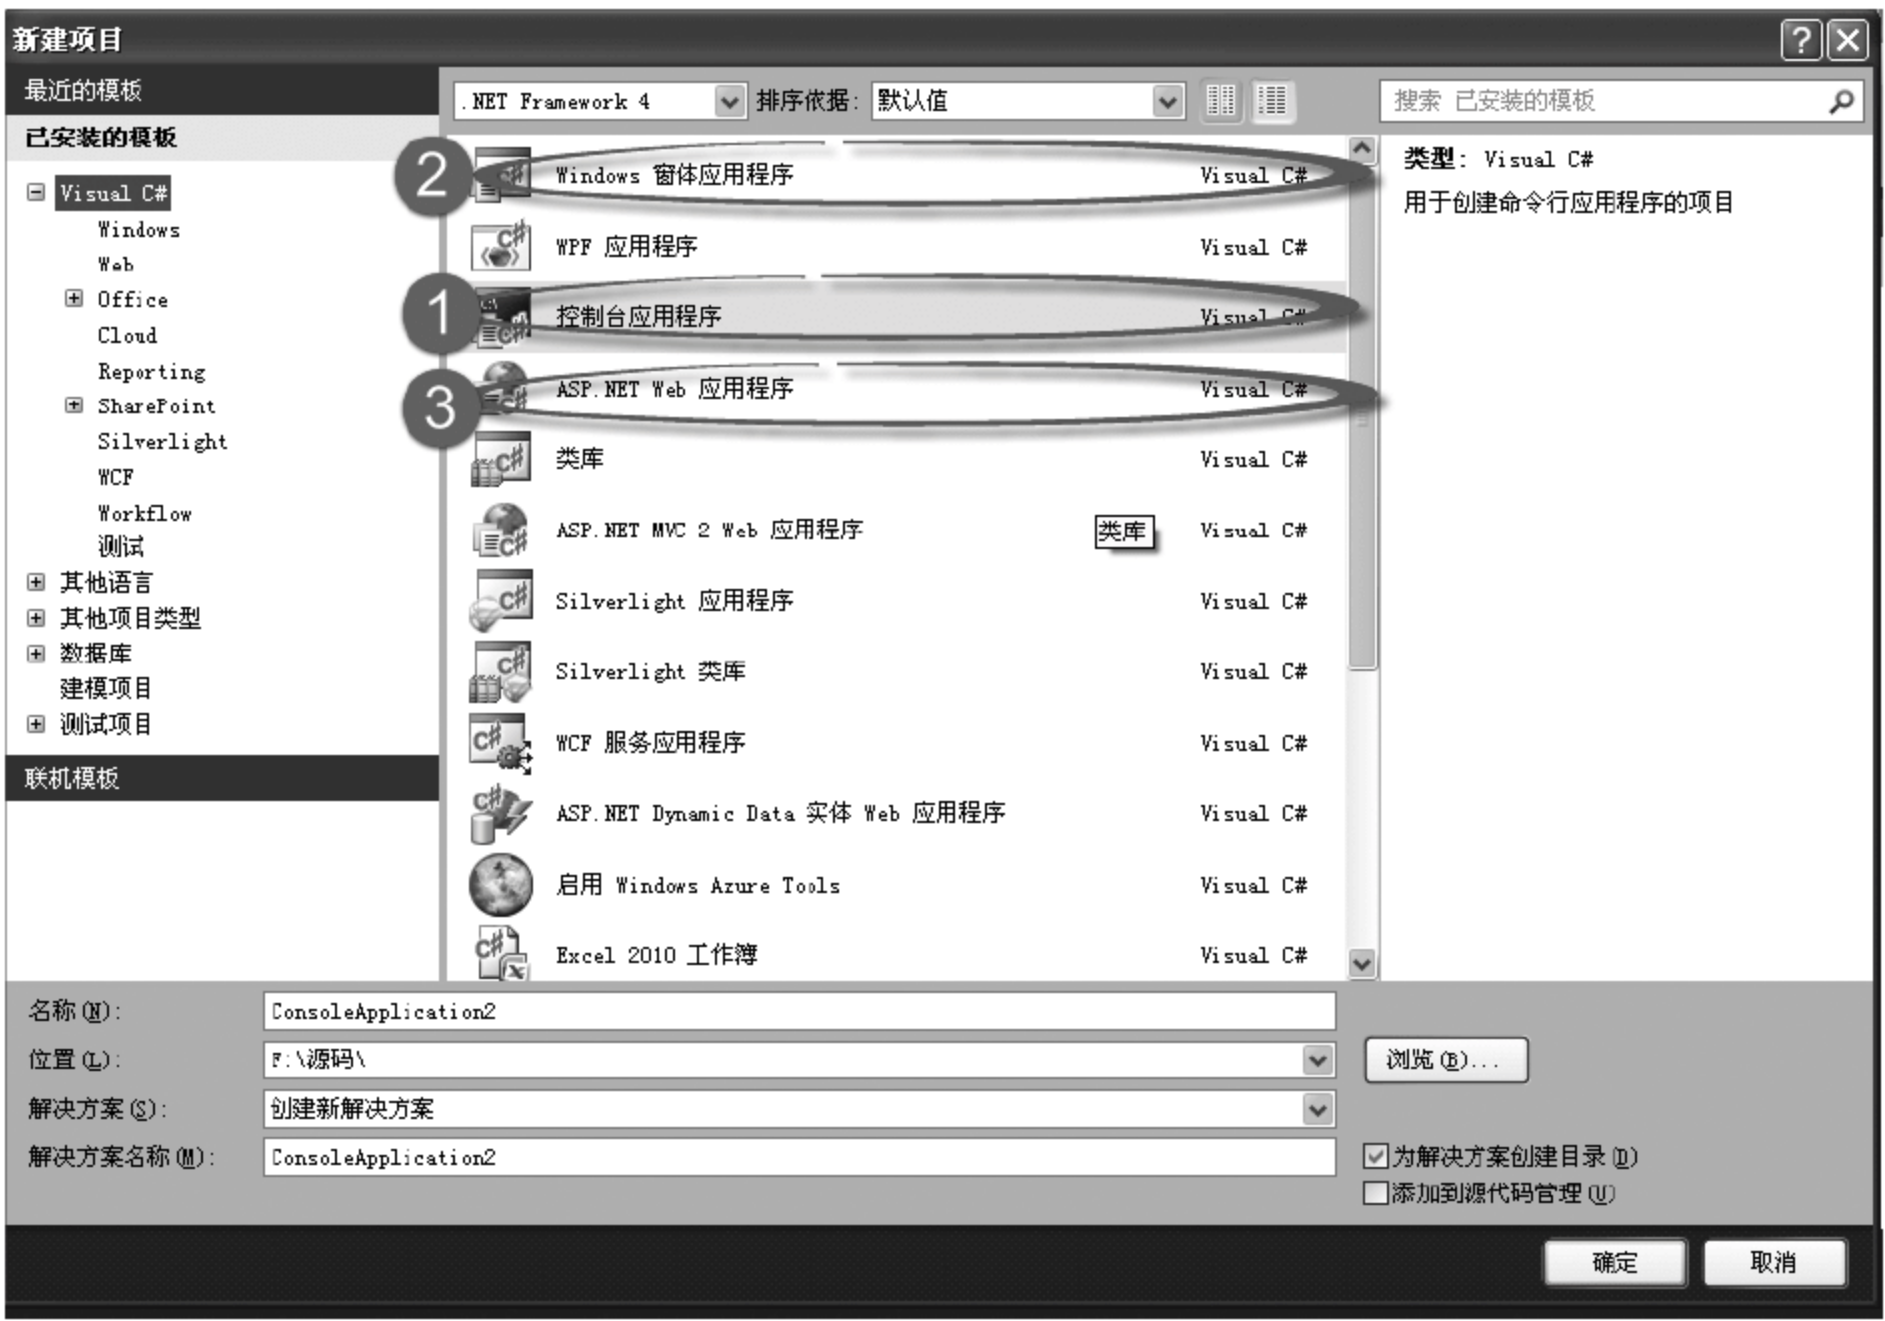 新建项目
最近的模板
已安装的模板
Visual C#
Windows
Web
Office
Cloud
Reporting
SharePoint
Silverlight
WCF
Workflow
测试
其他语言
其他项目类型
数据库
建模项目
测试项目
联机模板
.NET Framework 4 排序依据: 默认值
搜索 已安装的模板
2 Windows 窗体应用程序 Visual C#
WPF 应用程序 Visual C#
1 控制台应用程序 Visual C#
3 ASP.NET Web 应用程序 Visual C#
类库 Visual C#
ASP.NET MVC 2 Web 应用程序 类库 Visual C#
Silverlight 应用程序 Visual C#
Silverlight 类库 Visual C#
WCF 服务应用程序 Visual C#
ASP.NET Dynamic Data 实体 Web 应用程序 Visual C#
启用 Windows Azure Tools Visual C#
Excel 2010 工作簿 Visual C#
类型: Visual C#
用于创建命令行应用程序的项目
名称(N): ConsoleApplication2
位置(L): F:\源码\ 浏览(B)...
解决方案(S): 创建新解决方案
解决方案名称(M): ConsoleApplication2
为解决方案创建目录(D)
添加到源代码管理(U)
确定 取消